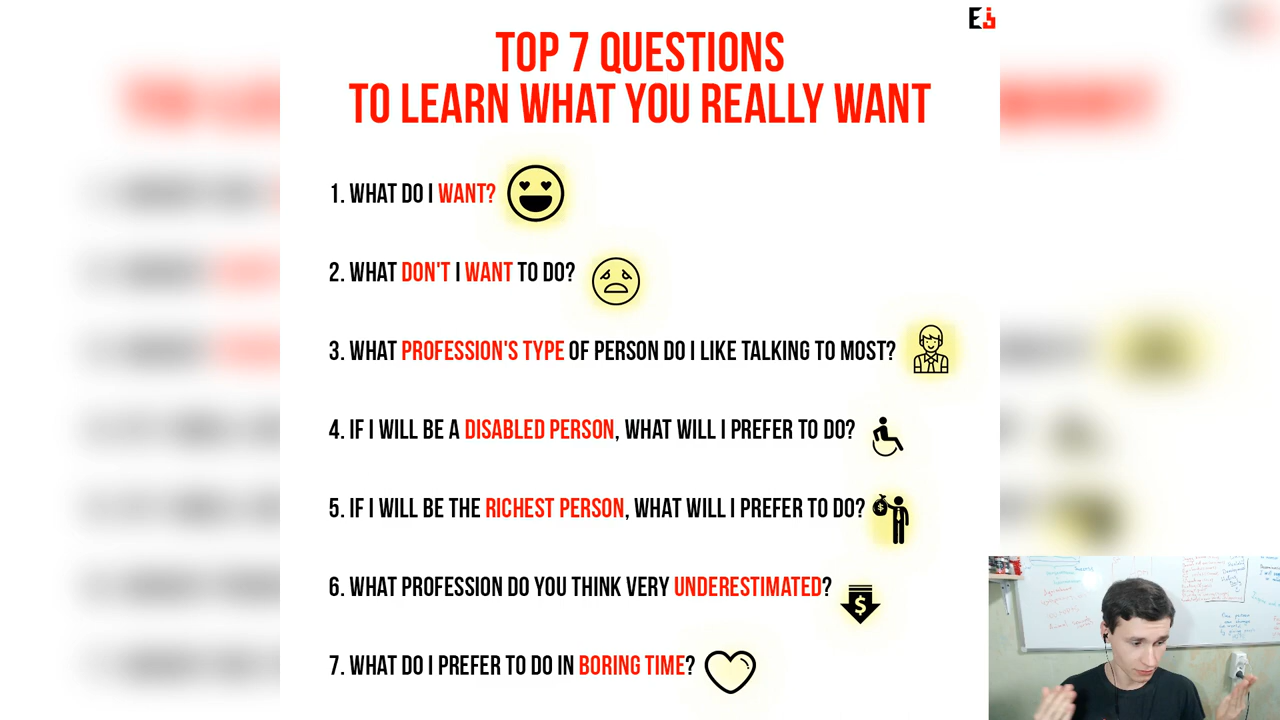 EJ
TOP 7 QUESTIONS
TO LEARN WHAT YOU REALLY WANT
1. WHAT DO I WANT?
2. WHAT DON'T I WANT TO DO?
3. WHAT PROFESSION'S TYPE OF PERSON DO I LIKE TALKING TO MOST?
4. IF I WILL BE A DISABLED PERSON, WHAT WILL I PREFER TO DO?
5. IF I WILL BE THE RICHEST PERSON, WHAT WILL I PREFER TO DO?
6. WHAT PROFESSION DO YOU THINK VERY UNDERESTIMATED?
7. WHAT DO I PREFER TO DO IN BORING TIME?